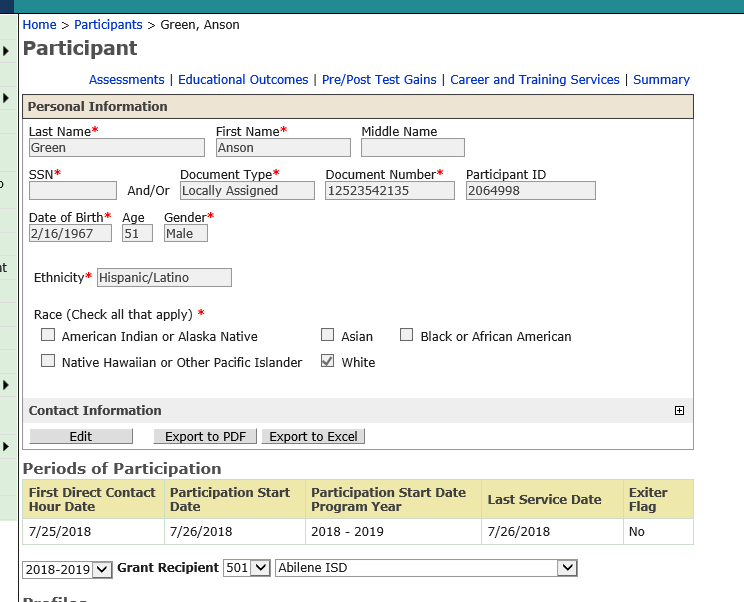 Home > Participants > Green, Anson
Participant
Assessments | Educational Outcomes | Pre/Post Test Gains | Career and Training Services | Summary
Personal Information
Last Name* First Name* Middle Name
Green Anson
SSN* And/Or Document Type* Document Number* Participant ID
Locally Assigned 12523542135 2064998
Date of Birth* Age Gender*
2/16/1967 51 Male
Ethnicity* Hispanic/Latino
Race (Check all that apply) *
American Indian or Alaska Native Asian Black or African American
Native Hawaiian or Other Pacific Islander White
Contact Information
Edit Export to PDF Export to Excel
Periods of Participation
First Direct Contact Hour Date Participation Start Date Participation Start Date Program Year Last Service Date Exiter Flag
7/25/2018 7/26/2018 2018 - 2019 7/26/2018 No
2018-2019 Grant Recipient 501 Abilene ISD